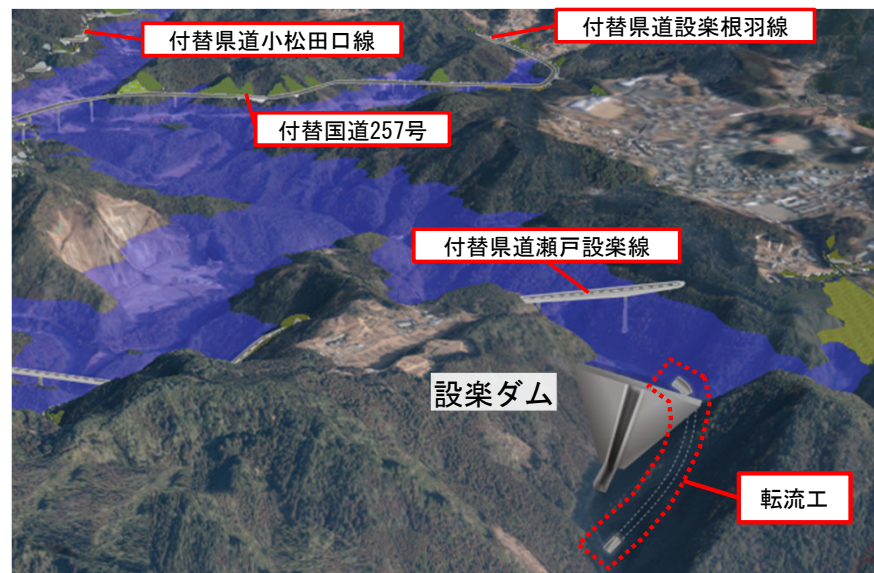 付替県道小松田口線
付替県道設楽根羽線
付替国道257号
付替県道瀬戸設楽線
設楽ダム
転流工